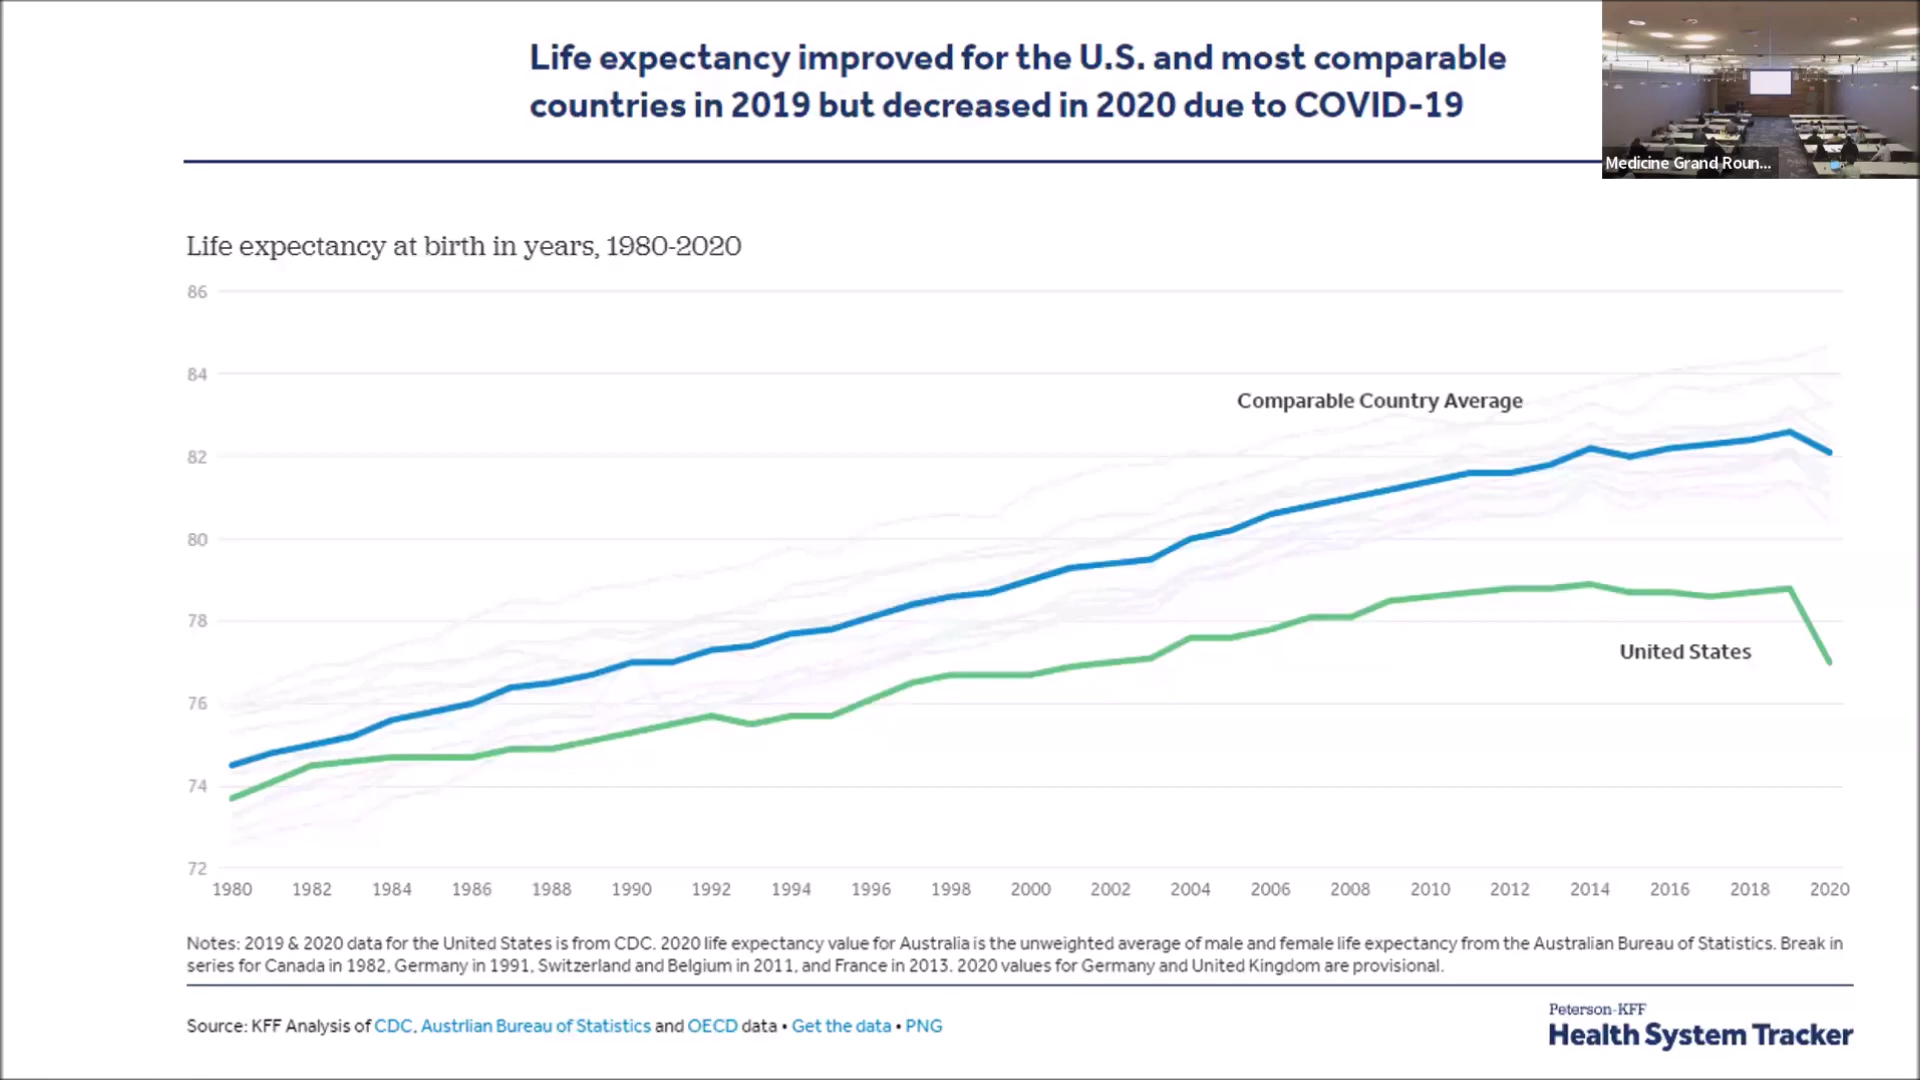 Life expectancy improved for the U.S. and most comparable
countries in 2019 but decreased in 2020 due to COVID-19
Medicine Grand Roun...
Life expectancy at birth in years, 1980-2020
86
84
Comparable Country Average
82
80
78
United States
76
74
72
1980 1982 1984 1986 1988 1990 1992 1994 1996 1998 2000 2002 2004 2006 2008 2010 2012 2014 2016 2018 2020
Notes: 2019 & 2020 data for the United States is from CDC. 2020 life expectancy value for Australia is the unweighted average of male and female life expectancy from the Australian Bureau of Statistics. Break in
series for Canada in 1982, Germany in 1991, Switzerland and Belgium in 2011, and France in 2013. 2020 values for Germany and United Kingdom are provisional.
Source: KFF Analysis of CDC, Austrlian Bureau of Statistics and OECD data • Get the data • PNG
Peterson-KFF
Health System Tracker